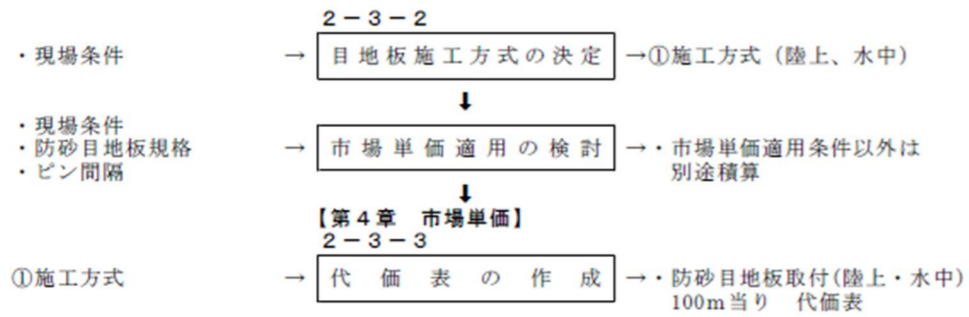 2-3-2
・現場条件 → 目地板施工方式の決定 →①施工方式(陸上、水中)
⬇
・現場条件
・防砂目地板規格 → 市場単価適用の検討 →・市場単価適用条件以外は
・ピン間隔 別途積算
⬇
【第4章 市場単価】
2-3-3
①施工方式 → 代価表の作成 →・防砂目地板取付(陸上・水中)
100m当り 代価表